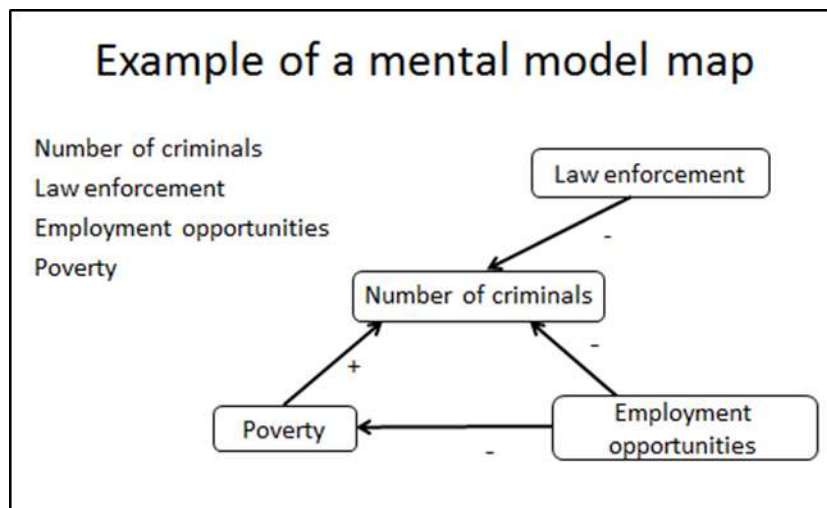 Example of a mental model map
Number of criminals
Law enforcement
Employment opportunities
Poverty
Law enforcement
-
Number of criminals
-
+
Poverty
Employment
opportunities
-